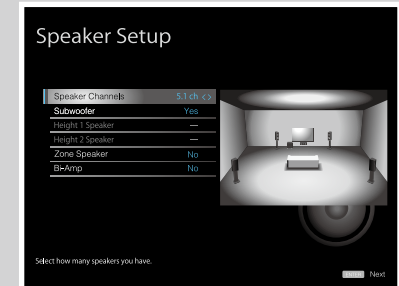 Speaker Setup
Speaker Channels 5.1 ch < >
Subwoofer Yes
Height 1 Speaker —
Height 2 Speaker —
Zone Speaker No
Bi-Amp No
Select how many speakers you have.
ENTER Next